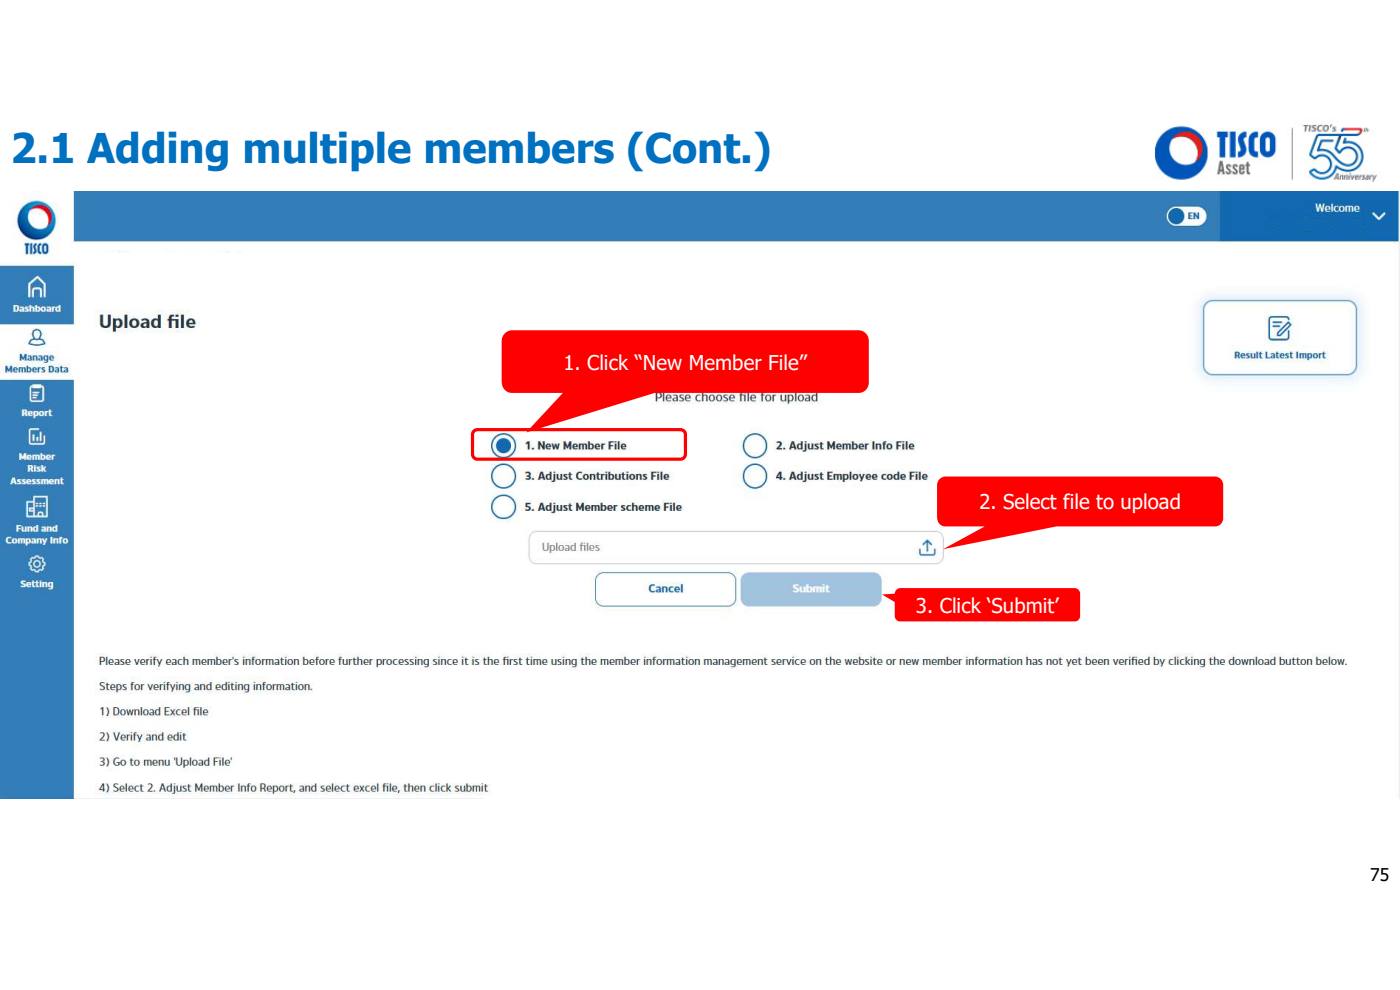 2.1 Adding multiple members (Cont.)
TISCO
Asset
TISCO's
55th
Anniversary
TISCO
EN
Welcome
Dashboard
Manage
Members Data
Report
Member
Risk
Assessment
Fund and
Company Info
Setting
Upload file
Result Latest Import
1. Click “New Member File”
Please choose file for upload
1. New Member File
2. Adjust Member Info File
3. Adjust Contributions File
4. Adjust Employee code File
5. Adjust Member scheme File
2. Select file to upload
Upload files
Cancel
Submit
3. Click ‘Submit’
Please verify each member's information before further processing since it is the first time using the member information management service on the website or new member information has not yet been verified by clicking the download button below.
Steps for verifying and editing information.
1) Download Excel file
2) Verify and edit
3) Go to menu 'Upload File'
4) Select 2. Adjust Member Info Report, and select excel file, then click submit
75